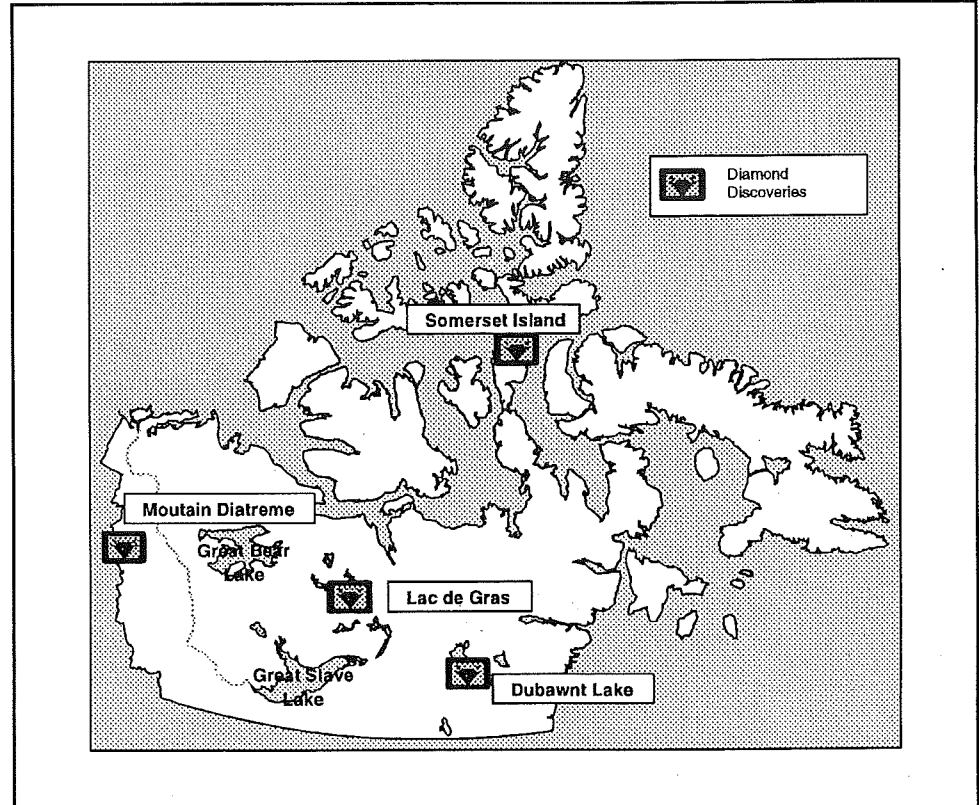 Diamond
Discoveries
Somerset Island
Moutain Diatreme
Great Bear
Lake
Lac de Gras
Great Slave
Lake
Dubawnt Lake